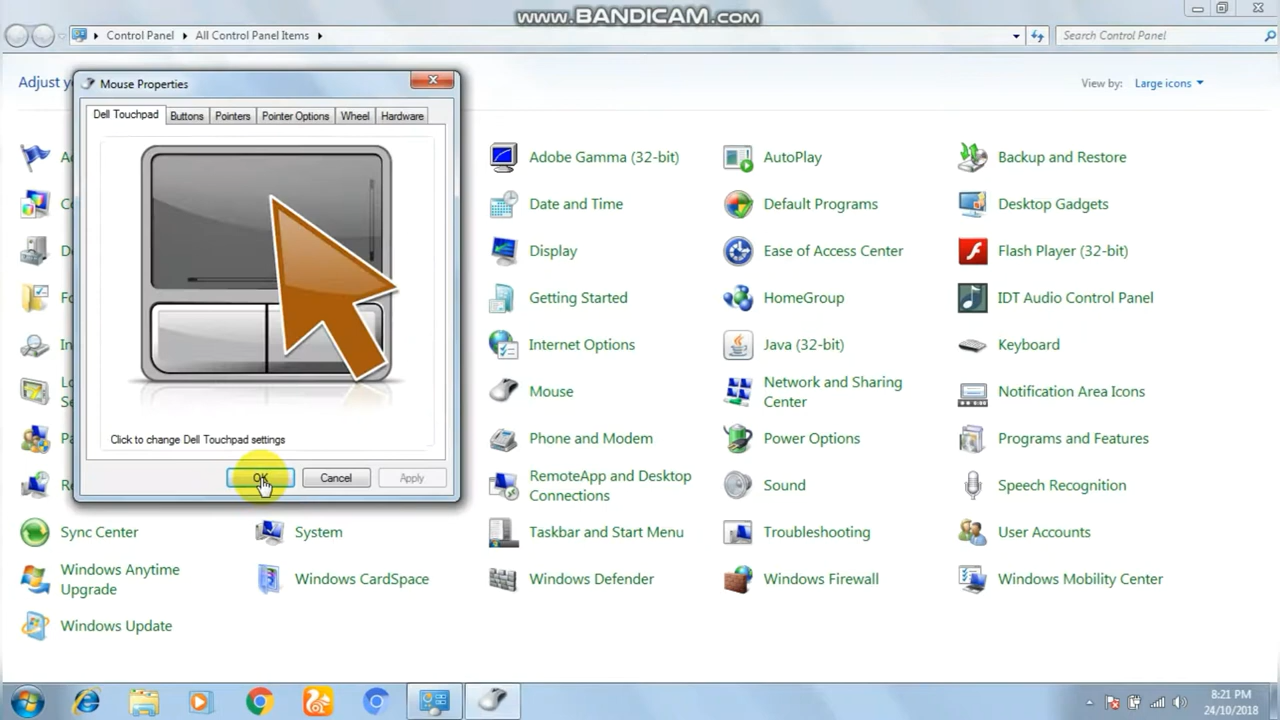 www.BANDICAM.com
Control Panel
All Control Panel Items
Search Control Panel
View by: Large icons
Mouse Properties
Dell Touchpad
Buttons
Pointers
Pointer Options
Wheel
Hardware
Click to change Dell Touchpad settings
OK
Cancel
Apply
Adobe Gamma (32-bit)
AutoPlay
Backup and Restore
Date and Time
Default Programs
Desktop Gadgets
Display
Ease of Access Center
Flash Player (32-bit)
Getting Started
HomeGroup
IDT Audio Control Panel
Internet Options
Java (32-bit)
Keyboard
Mouse
Network and Sharing
Center
Notification Area Icons
Phone and Modem
Power Options
Programs and Features
RemoteApp and Desktop
Connections
Sound
Speech Recognition
Sync Center
System
Taskbar and Start Menu
Troubleshooting
User Accounts
Windows Anytime
Upgrade
Windows CardSpace
Windows Defender
Windows Firewall
Windows Mobility Center
Windows Update
8:21 PM
24/10/2018